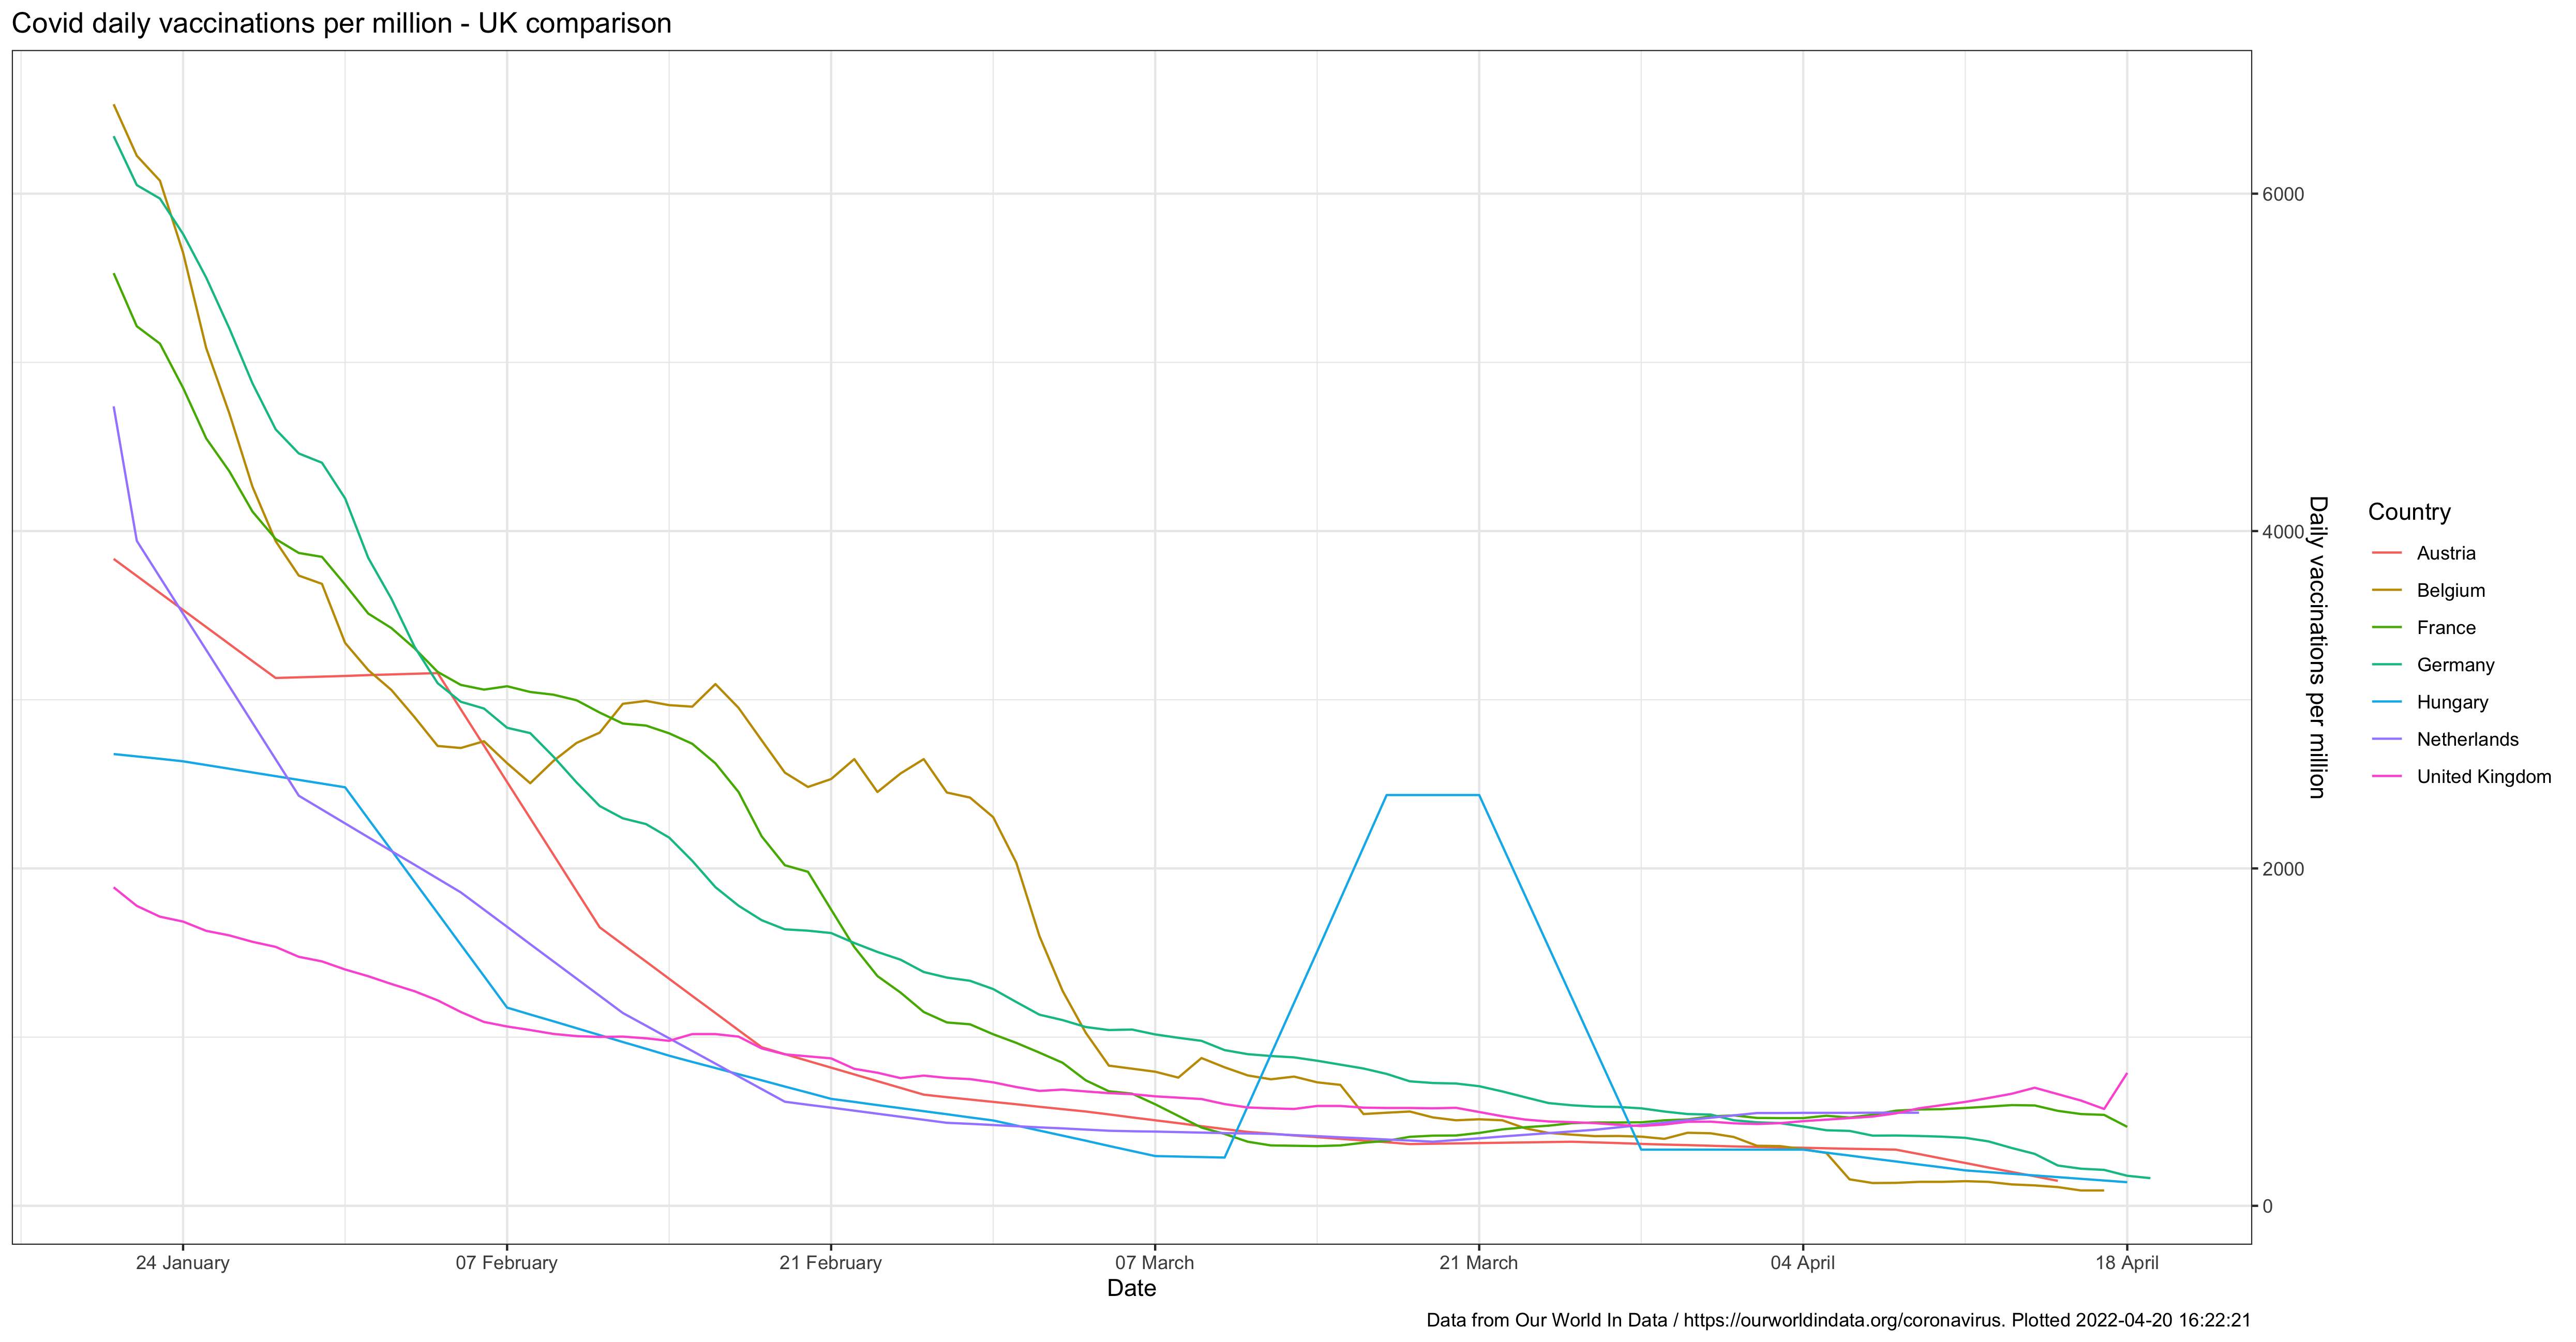 Covid daily vaccinations per million - UK comparison
6000
4000
2000
0
Daily vaccinations per million
24 January
07 February
21 February
07 March
21 March
04 April
18 April
Date
Country
Austria
Belgium
France
Germany
Hungary
Netherlands
United Kingdom
Data from Our World In Data / https://ourworldindata.org/coronavirus. Plotted 2022-04-20 16:22:21